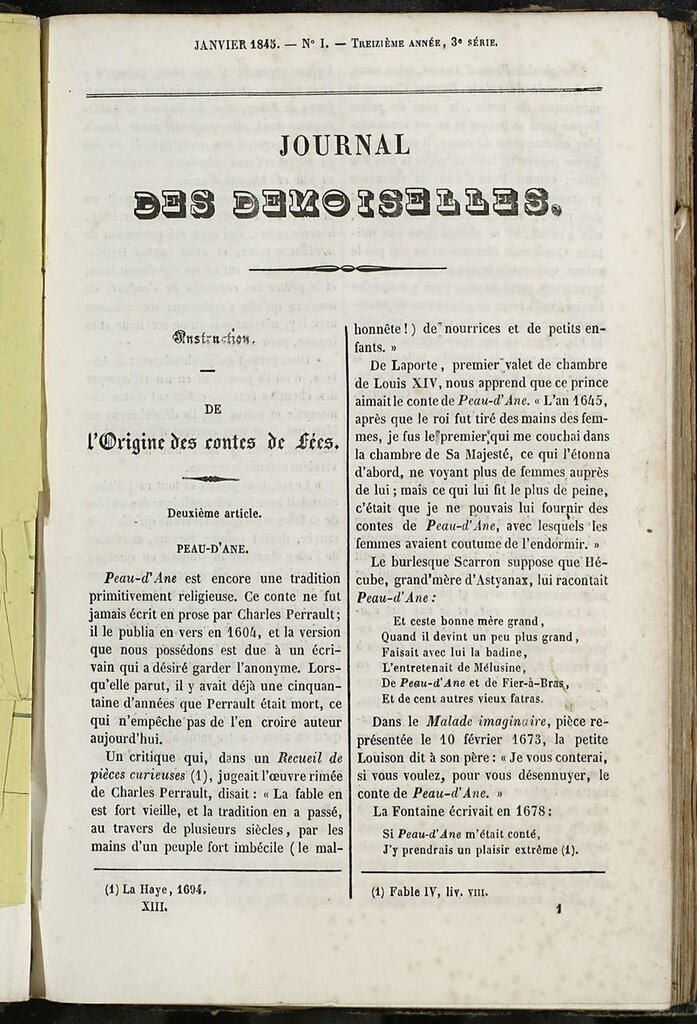 JANVIER 1845. — N° I. — TREIZIÈME ANNÉE, 3e SÉRIE.
JOURNAL
DES DEMOISELLES.
Instruction.
DE
l'Origine des contes de Fées.
Deuxième article.
PEAU-D'ANE.
Peau-d'Ane est encore une tradition
primitivement religieuse. Ce conte ne fut
jamais écrit en prose par Charles Perrault;
il le publia en vers en 1604, et la version
que nous possédons est due à un écri-
vain qui a désiré garder l'anonyme. Lors-
qu'elle parut, il y avait déjà une cinquan-
taine d'années que Perrault était mort, ce
qui n'empêche pas de l'en croire auteur
aujourd'hui.
Un critique qui, dans un Recueil de
pièces curieuses (1), jugeait l'œuvre rimée
de Charles Perrault, disait : « La fable en
est fort vieille, et la tradition en a passé,
au travers de plusieurs siècles, par les
mains d'un peuple fort imbécile ( le mal-
(1) La Haye, 1694.
XIII.
honnête ! ) de nourrices et de petits en-
fants. »
De Laporte, premier valet de chambre
de Louis XIV, nous apprend que ce prince
aimait le conte de Peau-d'Ane. « L'an 1645,
après que le roi fut tiré des mains des fem-
mes, je fus le premier qui me couchai dans
la chambre de Sa Majesté, ce qui l'étonna
d'abord, ne voyant plus de femmes auprès
de lui ; mais ce qui lui fit le plus de peine,
c'était que je ne pouvais lui fournir des
contes de Peau-d'Ane, avec lesquels les
femmes avaient coutume de l'endormir. »
Le burlesque Scarron suppose que Hé-
cube, grand'mère d'Astyanax, lui racontait
Peau-d'Ane :
Et ceste bonne mère grand,
Quand il devint un peu plus grand,
Faisait avec lui la badine,
L'entretenait de Mélusine,
De Peau-d'Ane et de Fier-à-Bras,
Et de cent autres vieux fatras.
Dans le Malade imaginaire, pièce re-
présentée le 10 février 1673, la petite
Louison dit à son père : « Je vous conterai,
si vous voulez, pour vous désennuyer, le
conte de Peau-d'Ane. »
La Fontaine écrivait en 1678 :
Si Peau-d'Ane m'était conté,
J'y prendrais un plaisir extrême (1).
(1) Fable IV, liv. VIII.
1